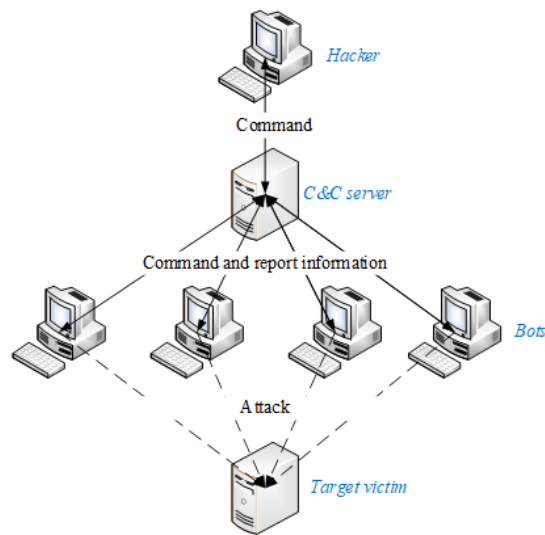 Hacker
Command
C&C server
Command and report information
Bots
Attack
Target victim